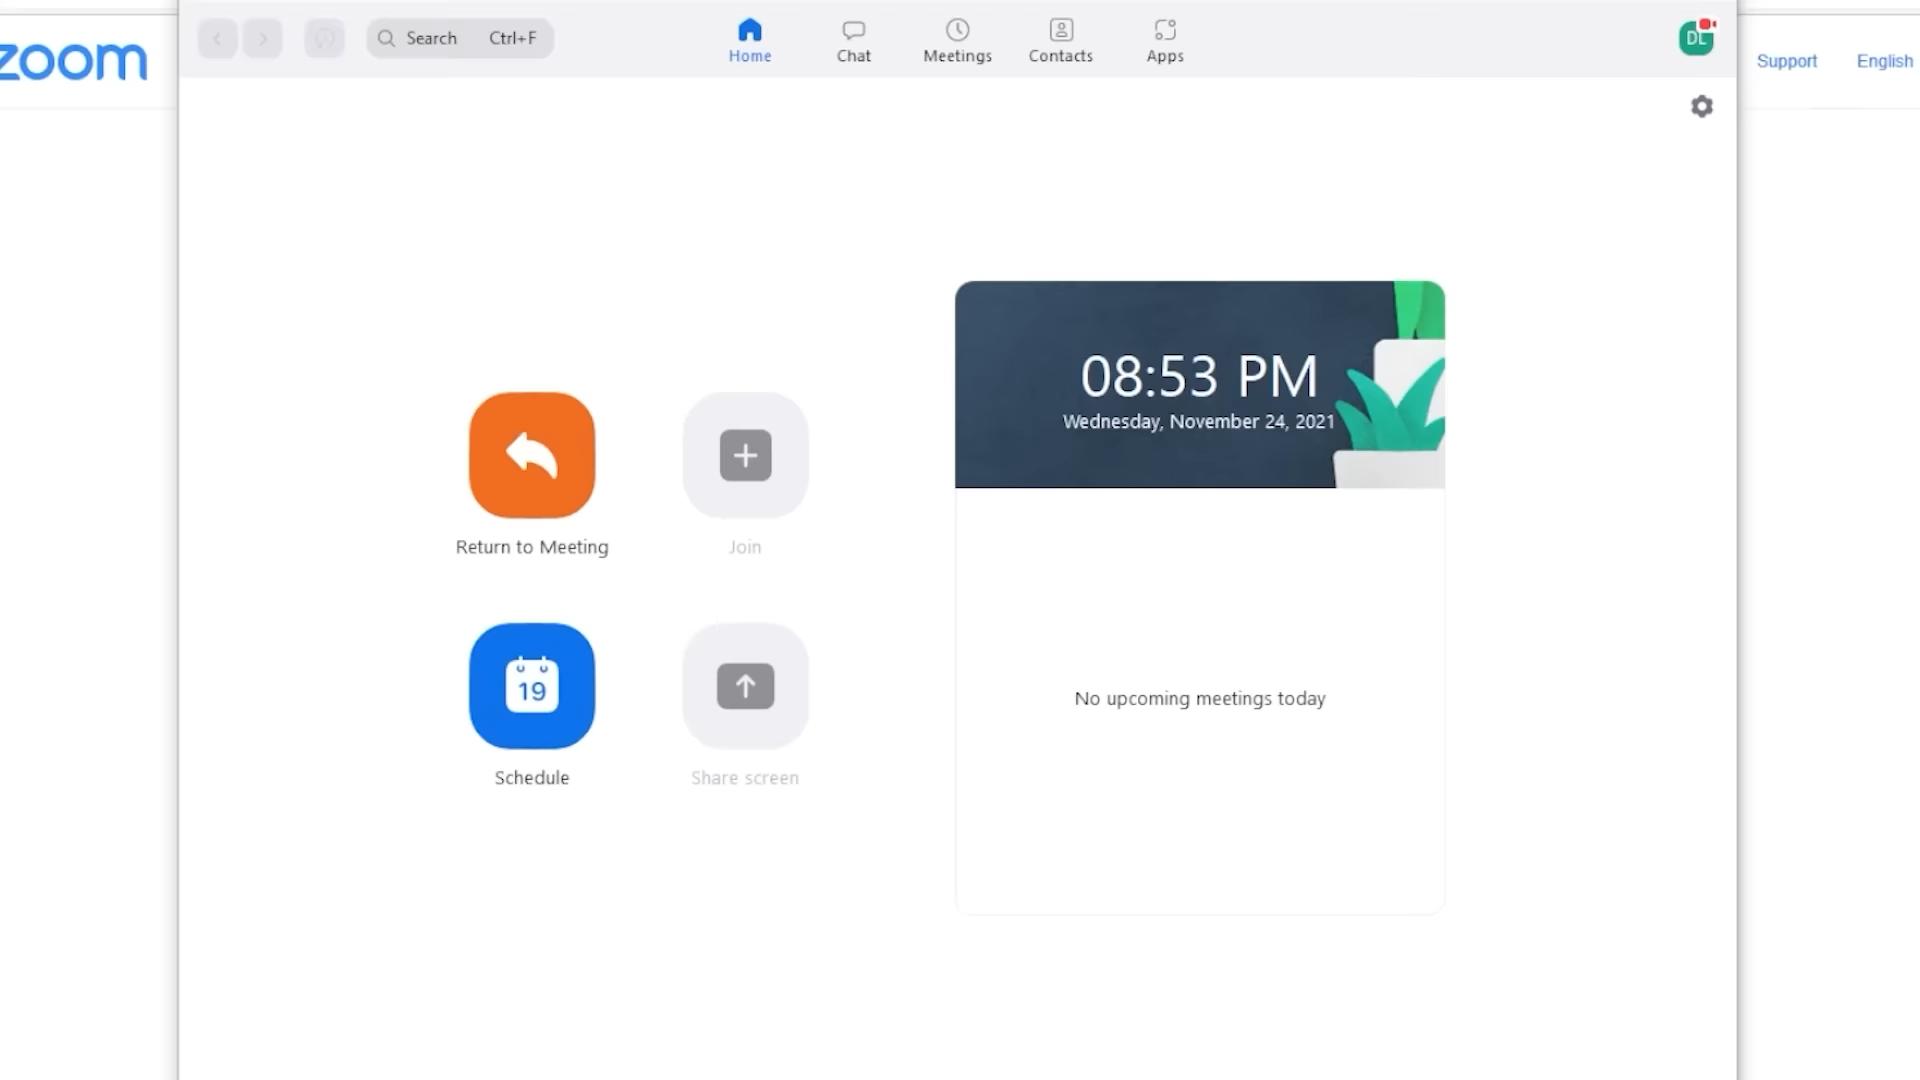 zoom
Search Ctrl+F
Home
Chat
Meetings
Contacts
Apps
DL
Support
English
08:53 PM
Wednesday, November 24, 2021
Return to Meeting
Join
19
Schedule
Share screen
No upcoming meetings today